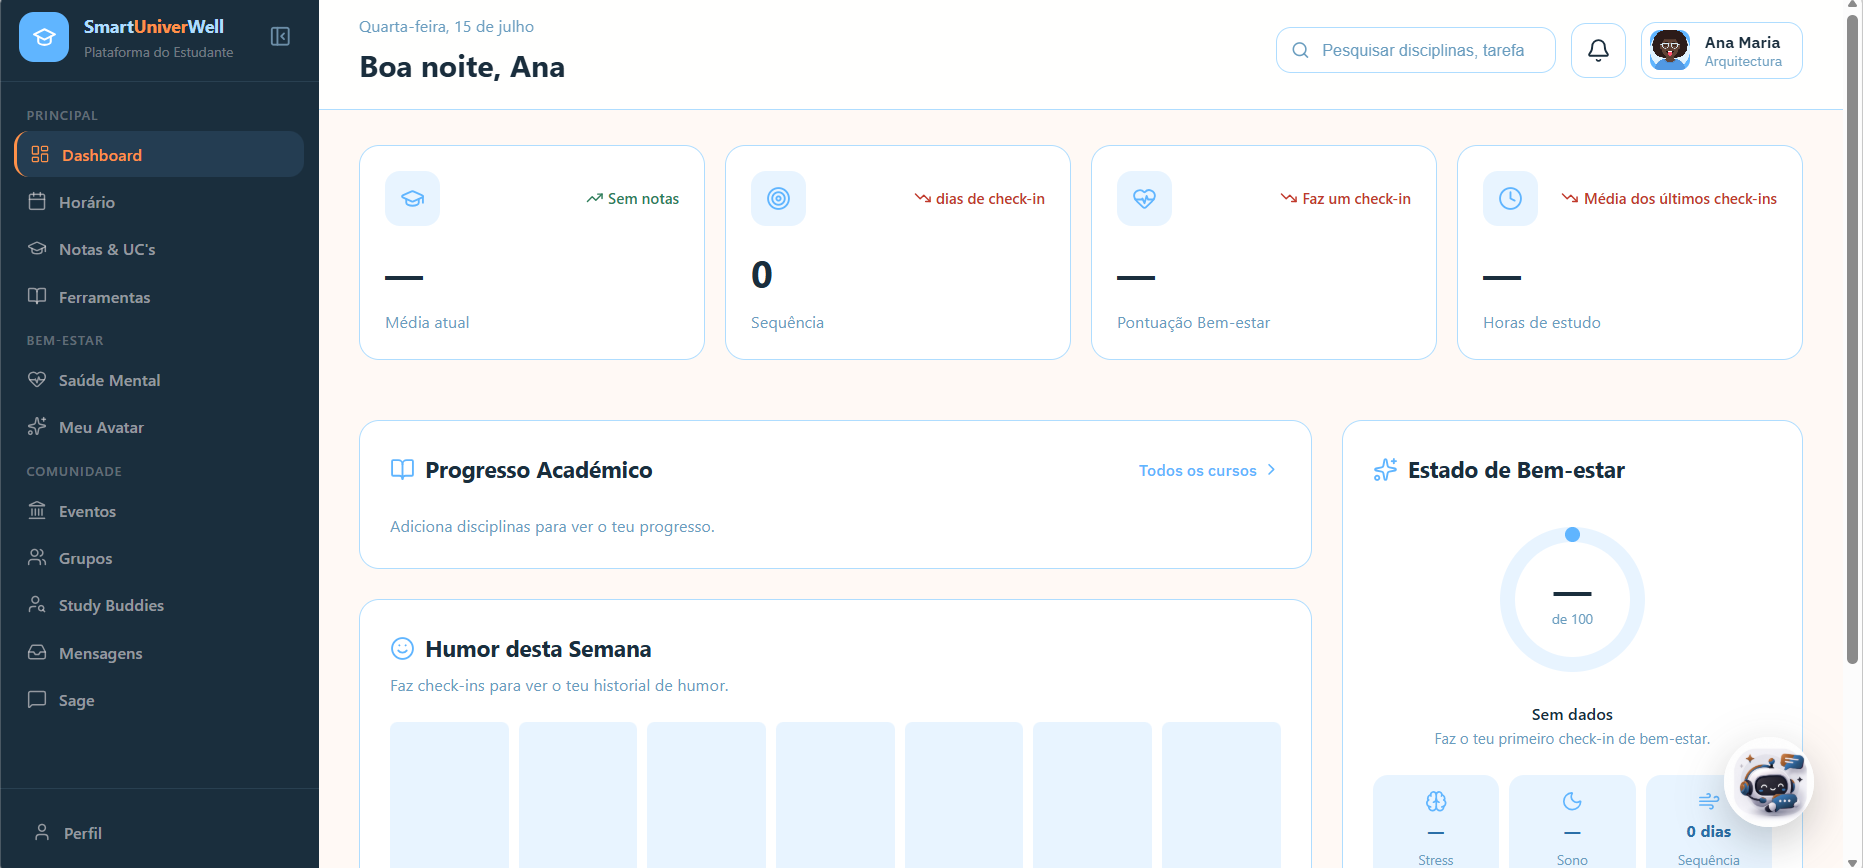 SmartUniverWell
Plataforma do Estudante
PRINCIPAL
Dashboard
Horário
Notas & UC's
Ferramentas
BEM-ESTAR
Saúde Mental
Meu Avatar
COMUNIDADE
Eventos
Grupos
Study Buddies
Mensagens
Sage
Perfil
Quarta-feira, 15 de julho
Boa noite, Ana
Pesquisar disciplinas, tarefa
Ana Maria
Arquitectura
Sem notas
—
Média atual
dias de check-in
0
Sequência
Faz um check-in
—
Pontuação Bem-estar
Média dos últimos check-ins
—
Horas de estudo
Progresso Académico
Todos os cursos
Adiciona disciplinas para ver o teu progresso.
Humor desta Semana
Faz check-ins para ver o teu historial de humor.
Estado de Bem-estar
—
de 100
Sem dados
Faz o teu primeiro check-in de bem-estar.
—
Stress
—
Sono
0 dias
Sequência